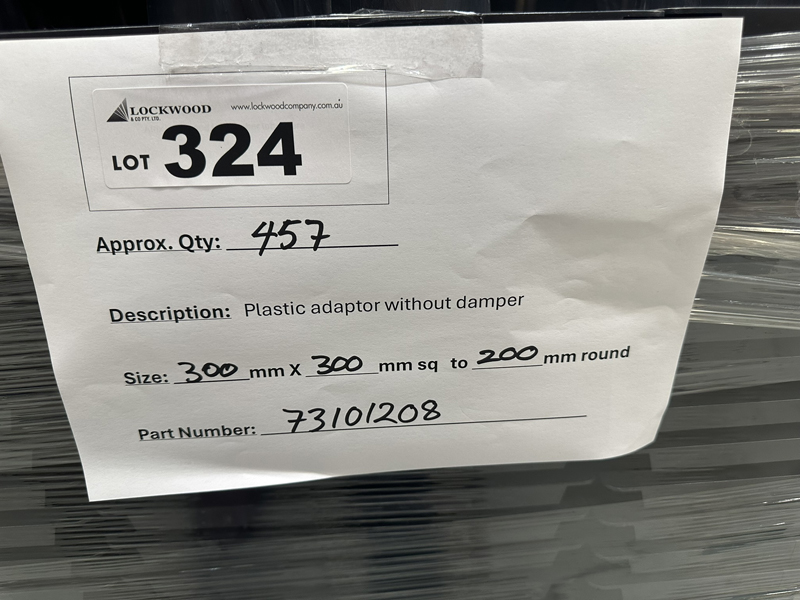 LOCKWOOD www.lockwoodcompany.com.au
& CO PTY. LTD.
LOT 324
Approx. Qty: 457
Description: Plastic adaptor without damper
Size: 300 mm X 300 mm sq to 200 mm round
Part Number: 73101208